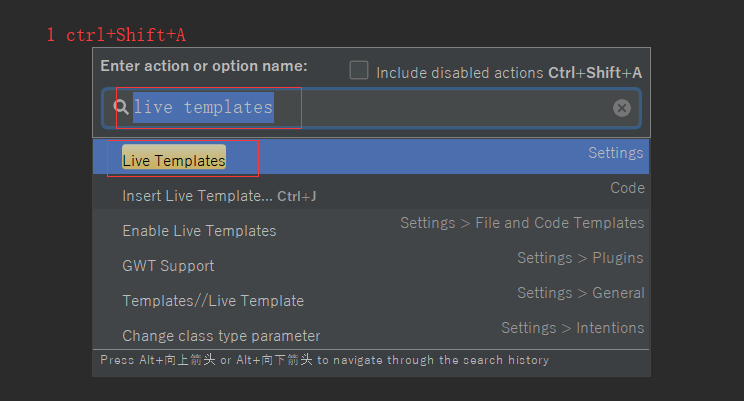 1 ctrl+Shift+A
Enter action or option name: Include disabled actions Ctrl+Shift+A
live templates
Live Templates Settings
Insert Live Template... Ctrl+J Code
Enable Live Templates Settings > File and Code Templates
GWT Support Settings > Plugins
Templates//Live Template Settings > General
Change class type parameter Settings > Intentions
Press Alt+向上箭头 or Alt+向下箭头 to navigate through the search history